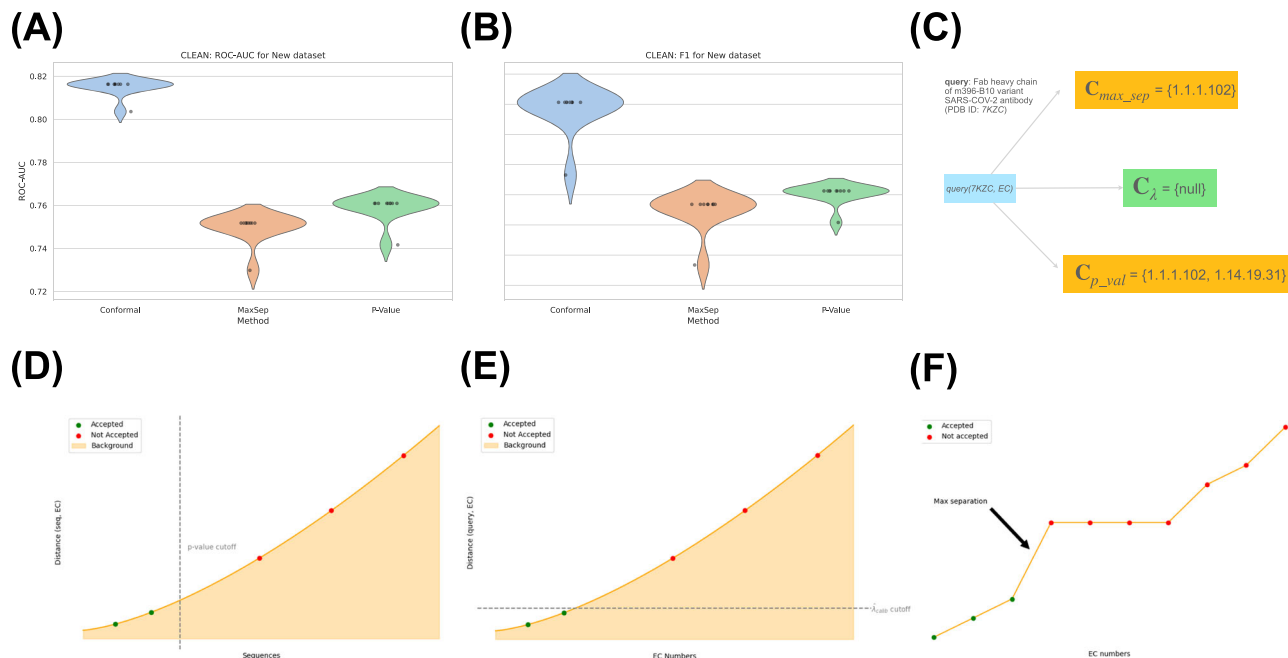 (A)
CLEAN: ROC-AUC for New dataset
0.82
0.80
0.78
0.76
0.74
0.72
ROC-AUC
Conformal
MaxSep
P-Value
Method
(B)
CLEAN: F1 for New dataset
Conformal
MaxSep
P-Value
Method
(C)
query: Fab heavy chain
of m396-B10 variant
SARS-COV-2 antibody
(PDB ID: 7KZC)
query(7KZC, EC)
C_max_sep = {1.1.1.102}
C_λ = {null}
C_p_val = {1.1.1.102, 1.14.19.31}
(D)
Accepted
Not Accepted
Background
p-value cutoff
Distance (seq, EC)
Sequences
(E)
Accepted
Not Accepted
Background
Distance (query, EC)
λ̂_calib cutoff
EC Numbers
(F)
Accepted
Not accepted
Max separation
EC numbers